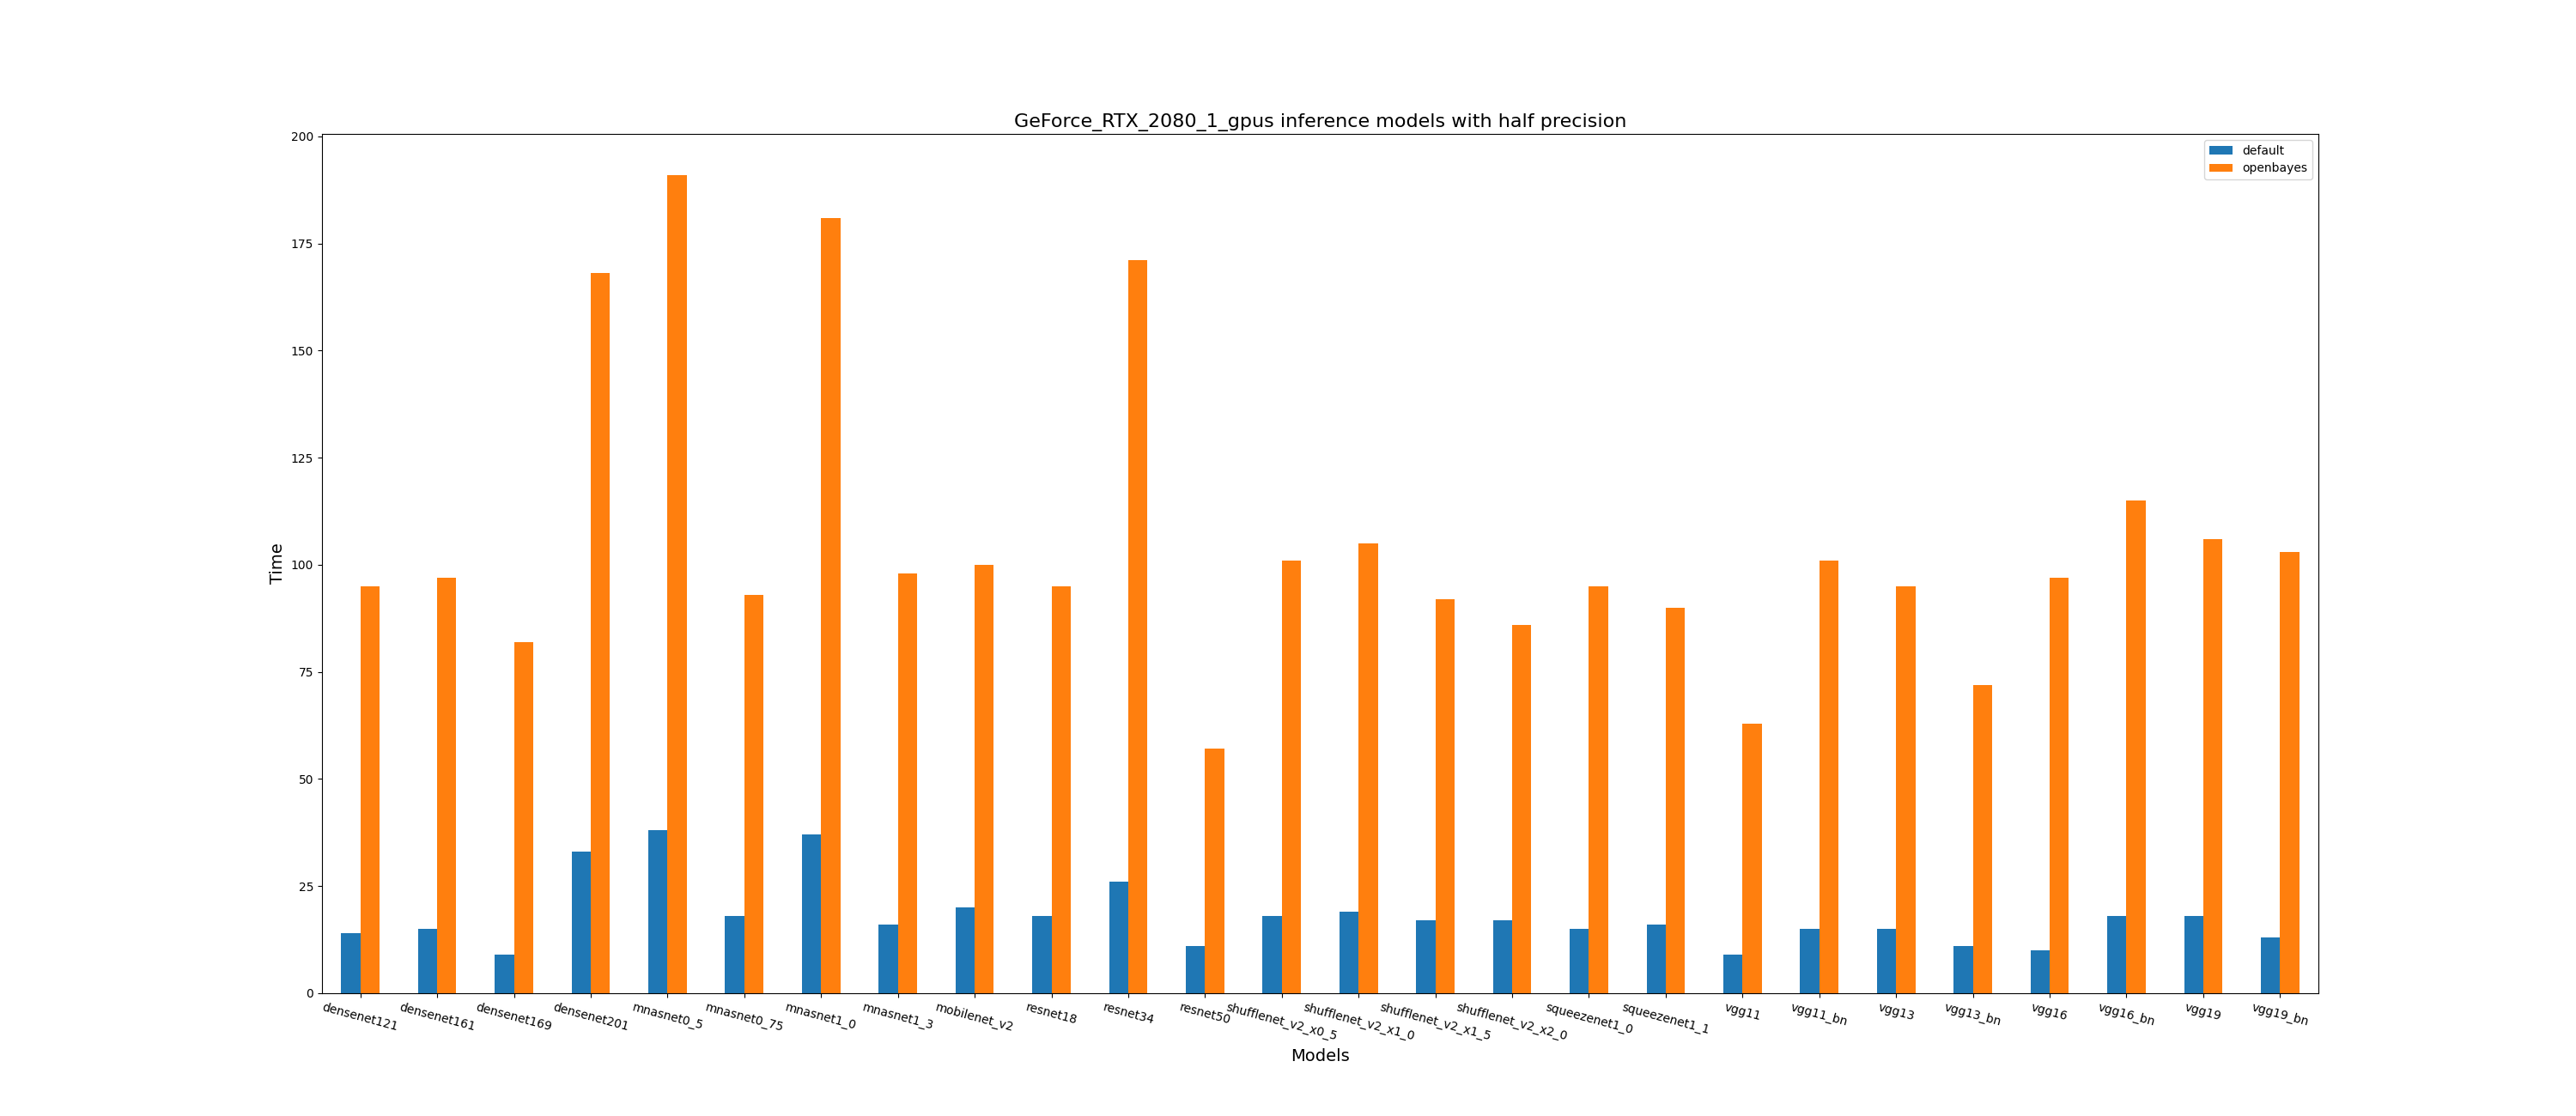 GeForce_RTX_2080_1_gpus inference models with half precision
default
openbayes
200
175
150
125
100
75
50
25
0
Time
densenet121
densenet161
densenet169
densenet201
mnasnet0_5
mnasnet0_75
mnasnet1_0
mnasnet1_3
mobilenet_v2
resnet18
resnet34
resnet50
shufflenet_v2_x0_5
shufflenet_v2_x1_0
shufflenet_v2_x1_5
shufflenet_v2_x2_0
squeezenet1_0
squeezenet1_1
vgg11
vgg11_bn
vgg13
vgg13_bn
vgg16
vgg16_bn
vgg19
vgg19_bn
Models